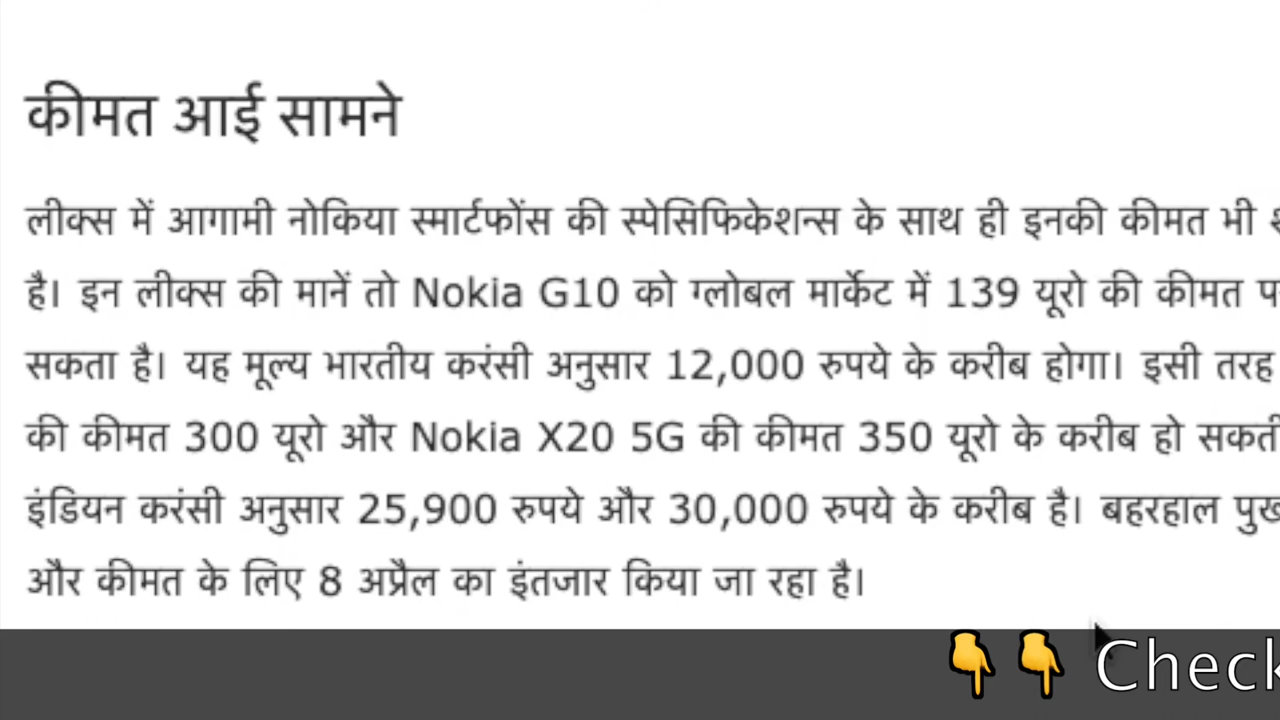 कीमत आई सामने
लीक्स में आगामी नोकिया स्मार्टफोंस की स्पेसिफिकेशन्स के साथ ही इनकी कीमत भी
है। इन लीक्स की मानें तो Nokia G10 को ग्लोबल मार्केट में 139 यूरो की कीमत
सकता है। यह मूल्य भारतीय करंसी अनुसार 12,000 रुपये के करीब होगा। इसी तरह
की कीमत 300 यूरो और Nokia X20 5G की कीमत 350 यूरो के करीब हो सकती
इंडियन करंसी अनुसार 25,900 रुपये और 30,000 रुपये के करीब है। बहरहाल
और कीमत के लिए 8 अप्रैल का इंतजार किया जा रहा है।
👇👇 Check